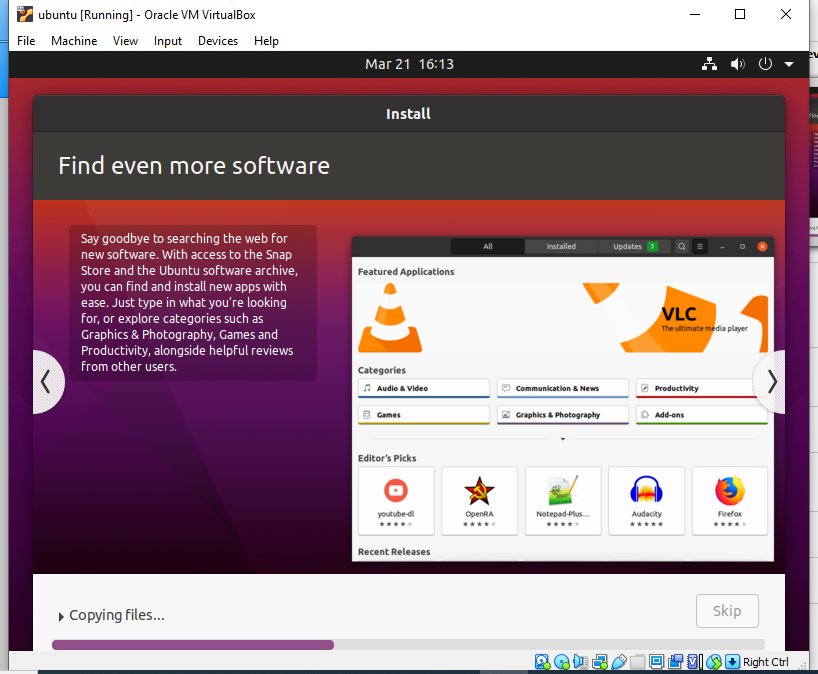 ubuntu [Running] - Oracle VM VirtualBox
File Machine View Input Devices Help
Mar 21 16:13
Install
Find even more software
Say goodbye to searching the web for
new software. With access to the Snap
Store and the Ubuntu software archive,
you can find and install new apps with
ease. Just type in what you're looking
for, or explore categories such as
Graphics & Photography, Games and
Productivity, alongside helpful reviews
from other users.
All Installed Updates 3
Featured Applications
VLC
The ultimate media player
Categories
Audio & Video Communication & News Productivity
Games Graphics & Photography Add-ons
Editor's Picks
youtube-dl OpenRA Notepad-Plus... Audacity Firefox
Recent Releases
Copying files...
Skip
Right Ctrl